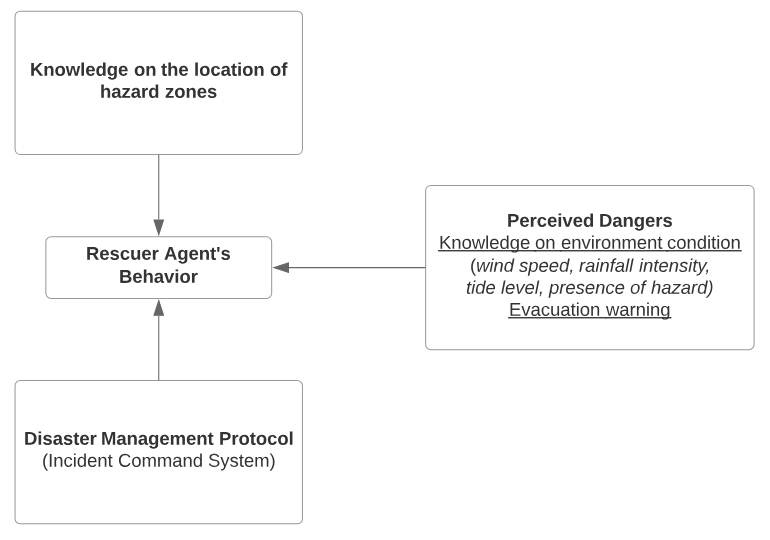 Knowledge on the location of
hazard zones
Perceived Dangers
Knowledge on environment condition
(wind speed, rainfall intensity,
tide level, presence of hazard)
Evacuation warning
Rescuer Agent's
Behavior
Disaster Management Protocol
(Incident Command System)